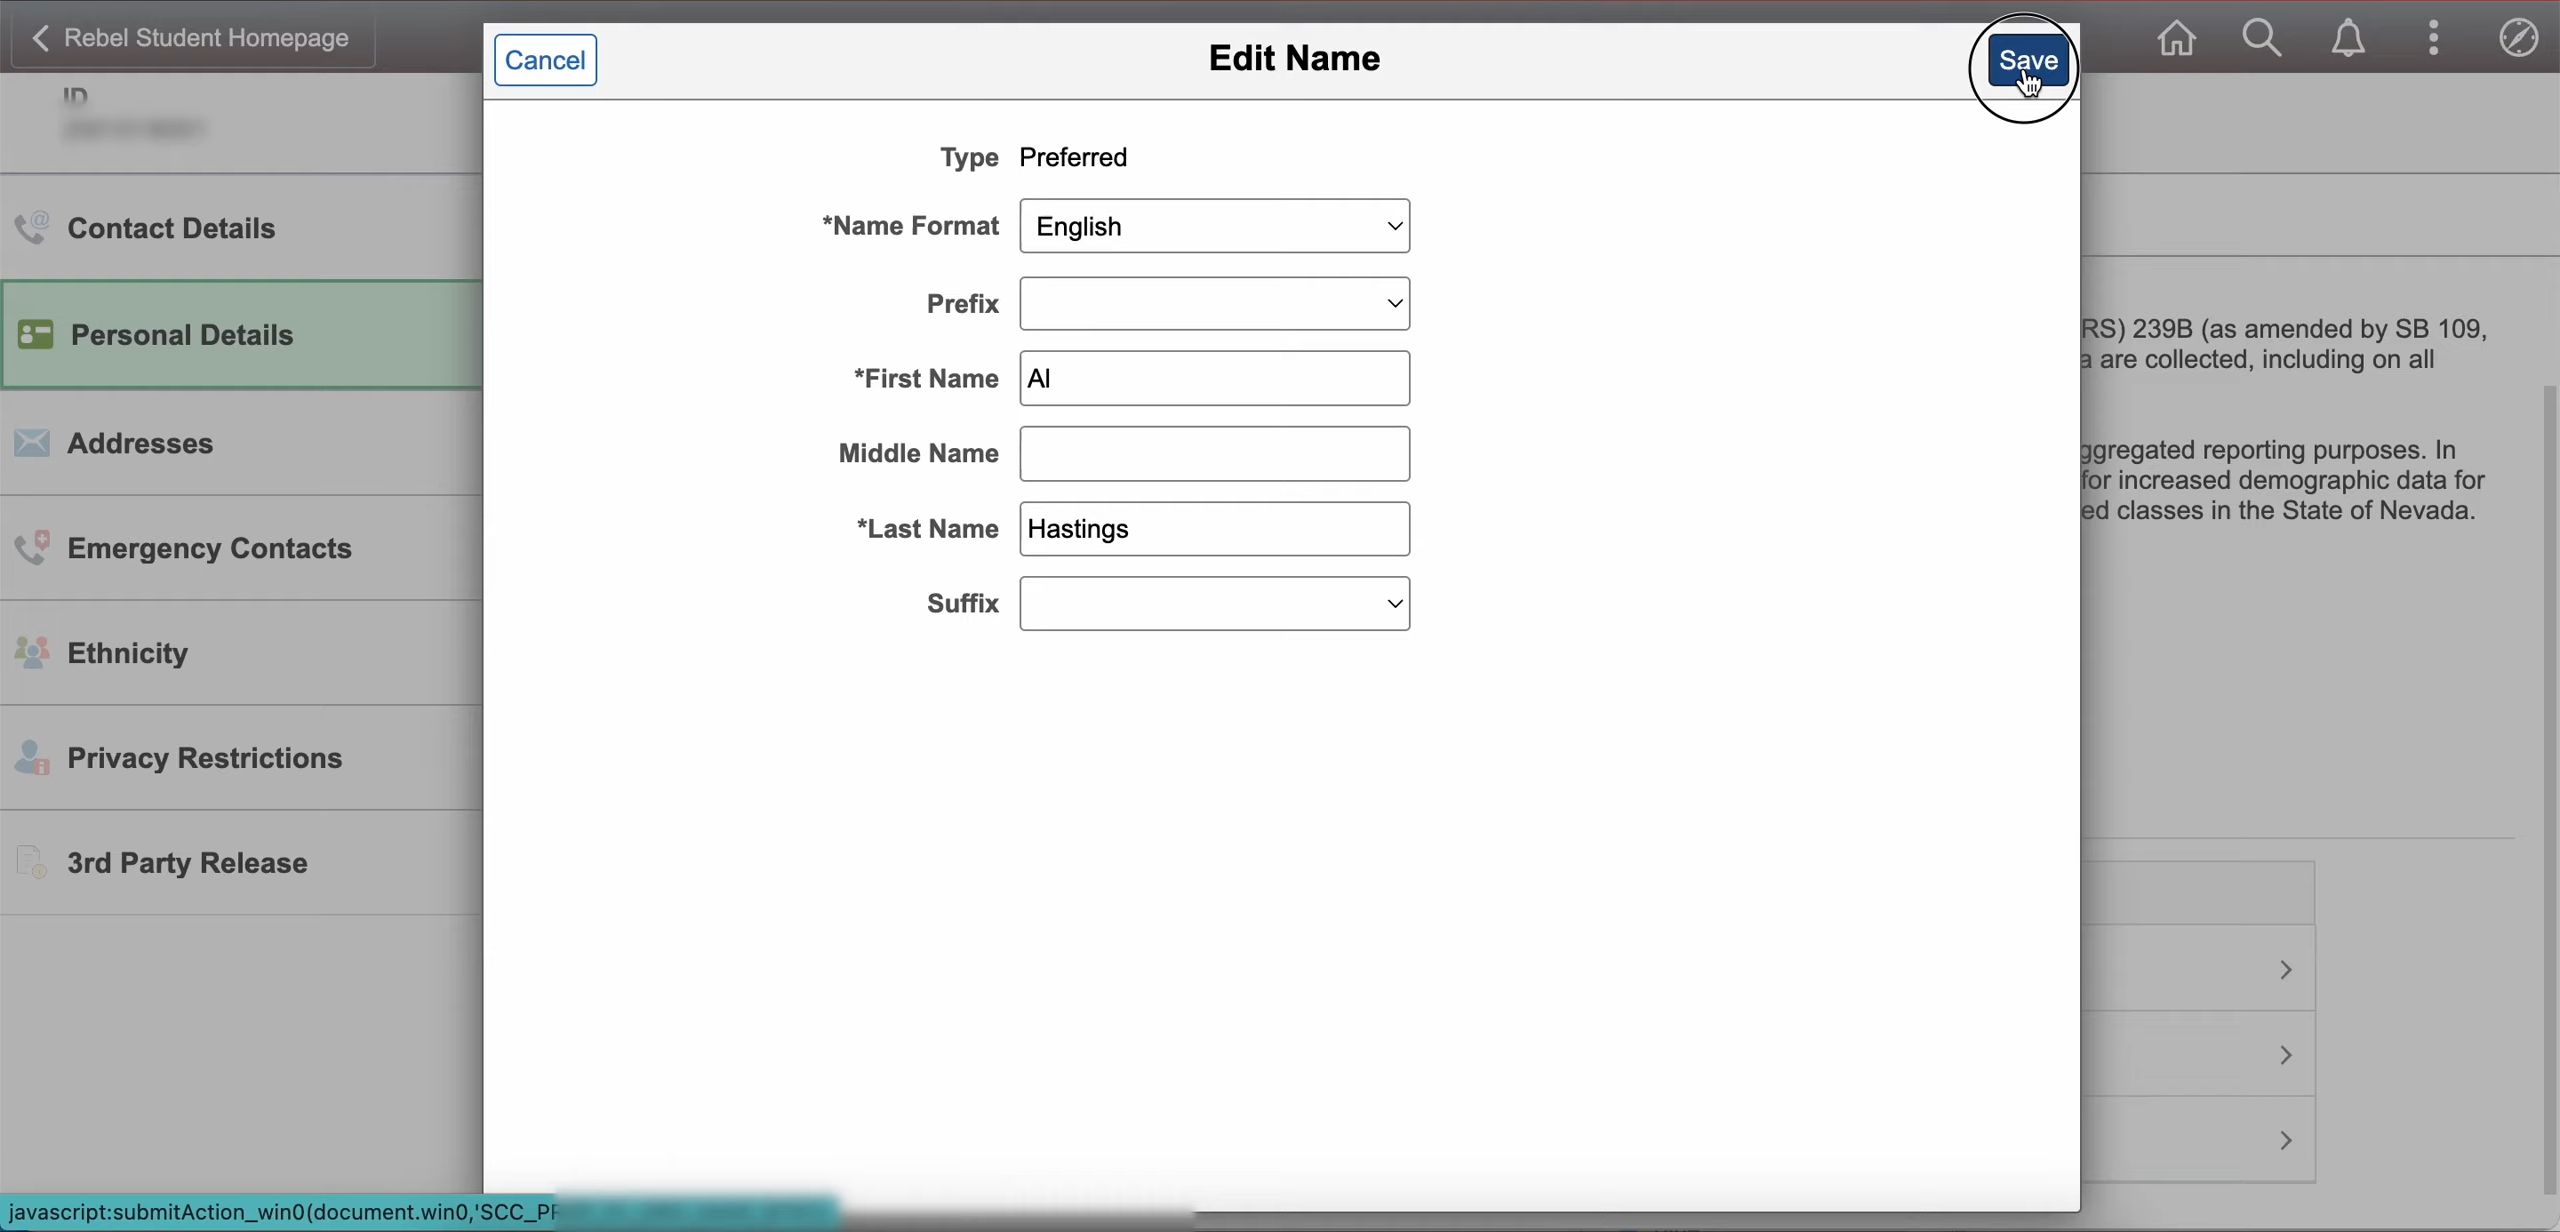 Rebel Student Homepage
Cancel
Edit Name
Save
ID
Contact Details
Personal Details
Addresses
Emergency Contacts
Ethnicity
Privacy Restrictions
3rd Party Release
Type Preferred
*Name Format English
Prefix
*First Name Al
Middle Name
*Last Name Hastings
Suffix
RS) 239B (as amended by SB 109,
a are collected, including on all
ggregated reporting purposes. In
for increased demographic data for
ed classes in the State of Nevada.
javascript:submitAction_win0(document.win0,'SCC_P